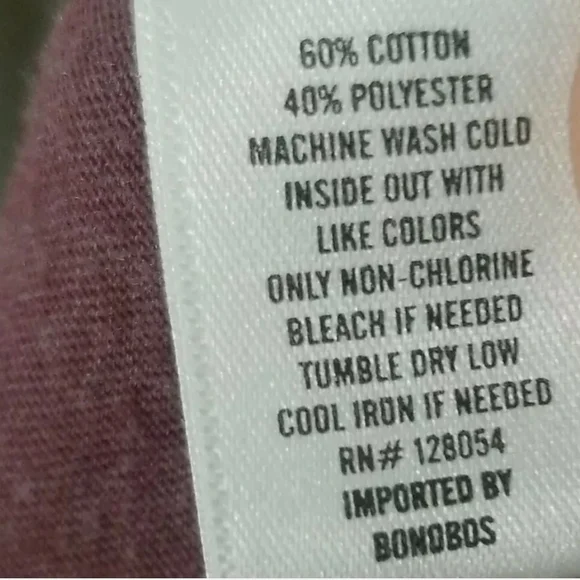 60% COTTON
40% POLYESTER
MACHINE WASH COLD
INSIDE OUT WITH
LIKE COLORS
ONLY NON-CHLORINE
BLEACH IF NEEDED
TUMBLE DRY LOW
COOL IRON IF NEEDED
RN# 128054
IMPORTED BY
BONOBOS